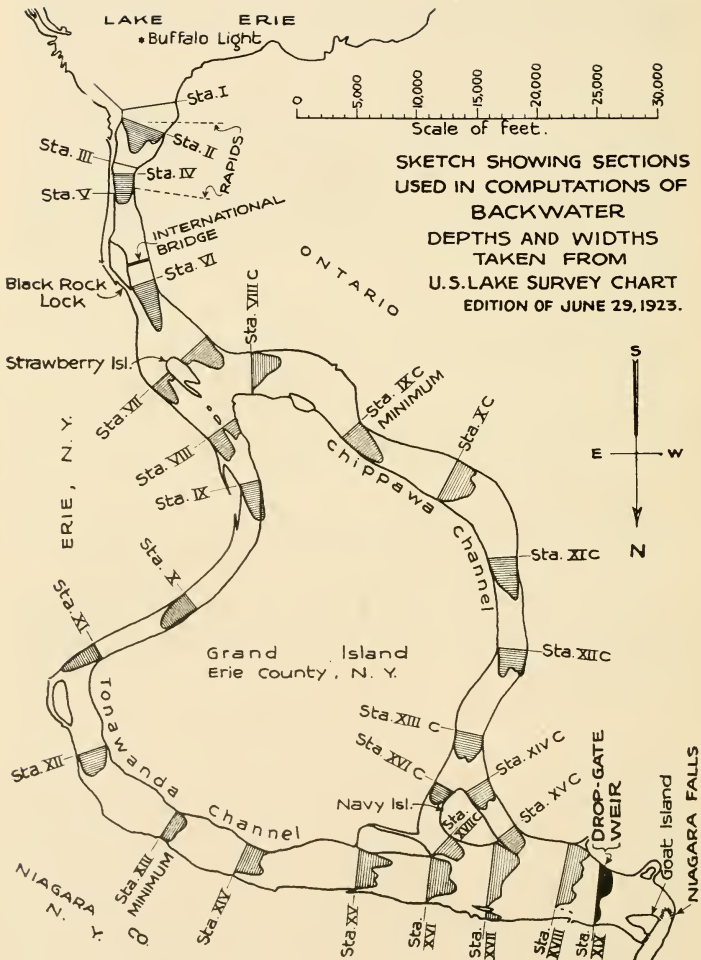 LAKE ERIE
*Buffalo Light
Sta. I
0 5,000 10,000 15,000 20,000 25,000 30,000
Scale of feet.
Sta. II
RAPIDS
Sta. III
Sta. IV
Sta. V
SKETCH SHOWING SECTIONS
USED IN COMPUTATIONS OF
BACKWATER
DEPTHS AND WIDTHS
TAKEN FROM
U.S. LAKE SURVEY CHART
EDITION OF JUNE 29, 1923.
INTERNATIONAL
BRIDGE
Sta. VI
ONTARIO
Black Rock
Lock
Sta. VIII C
Strawberry Isl.
Sta. VII
Sta. IX C
MINIMUM
Sta. X C
S
E W
N
Sta. VIII
Sta. IX
Chippawa Channel
ERIE, N.Y.
Sta. X
Sta. XI C
Sta. XI
Grand Island
Erie County, N.Y.
Sta. XII C
Tonawanda Channel
Sta. XII
Sta. XIII C
Sta. XVI C
Sta. XIV C
Navy Isl.
Sta.
XVII C
Sta. XV C
DROP-GATE
WEIR
Goat Island
NIAGARA FALLS
Sta. XIII
MINIMUM
Sta. XIV
Sta. XV
Sta.
XVI
Sta.
XVII
Sta.
XVIII
Sta.
XIX
NIAGARA
N. Y.